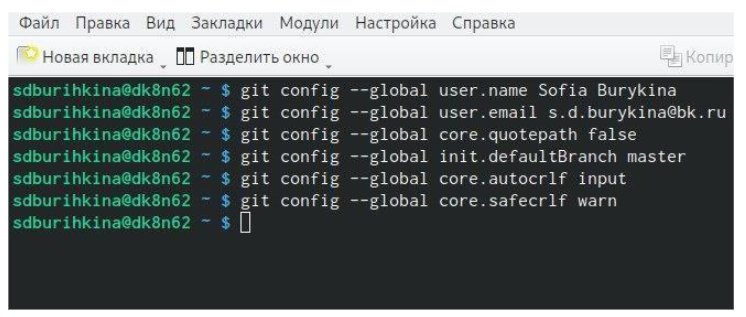 Файл Правка Вид Закладки Модули Настройка Справка
Новая вкладка Разделить окно Копир
sdburihkina@dk8n62 ~ $ git config --global user.name Sofia Burykina
sdburihkina@dk8n62 ~ $ git config --global user.email s.d.burykina@bk.ru
sdburihkina@dk8n62 ~ $ git config --global core.quotepath false
sdburihkina@dk8n62 ~ $ git config --global init.defaultBranch master
sdburihkina@dk8n62 ~ $ git config --global core.autocrlf input
sdburihkina@dk8n62 ~ $ git config --global core.safecrlf warn
sdburihkina@dk8n62 ~ $